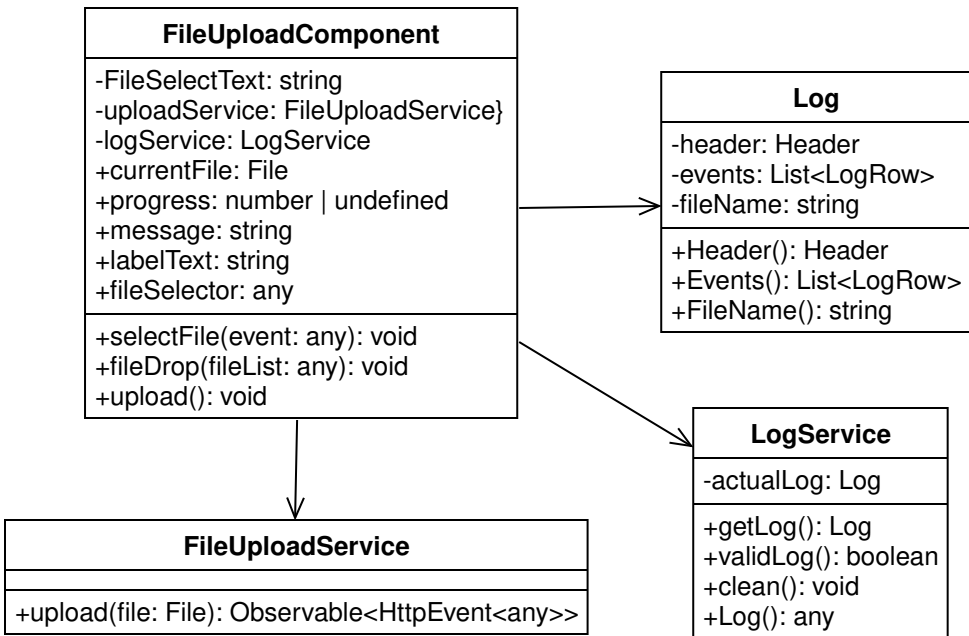 FileUploadComponent
-FileSelectText: string
-uploadService: FileUploadService}
-logService: LogService
+currentFile: File
+progress: number | undefined
+message: string
+labelText: string
+fileSelector: any
+selectFile(event: any): void
+fileDrop(fileList: any): void
+upload(): void
Log
-header: Header
-events: List<LogRow>
-fileName: string
+Header(): Header
+Events(): List<LogRow>
+FileName(): string
LogService
-actualLog: Log
+getLog(): Log
+validLog(): boolean
+clean(): void
+Log(): any
FileUploadService
+upload(file: File): Observable<HttpEvent<any>>